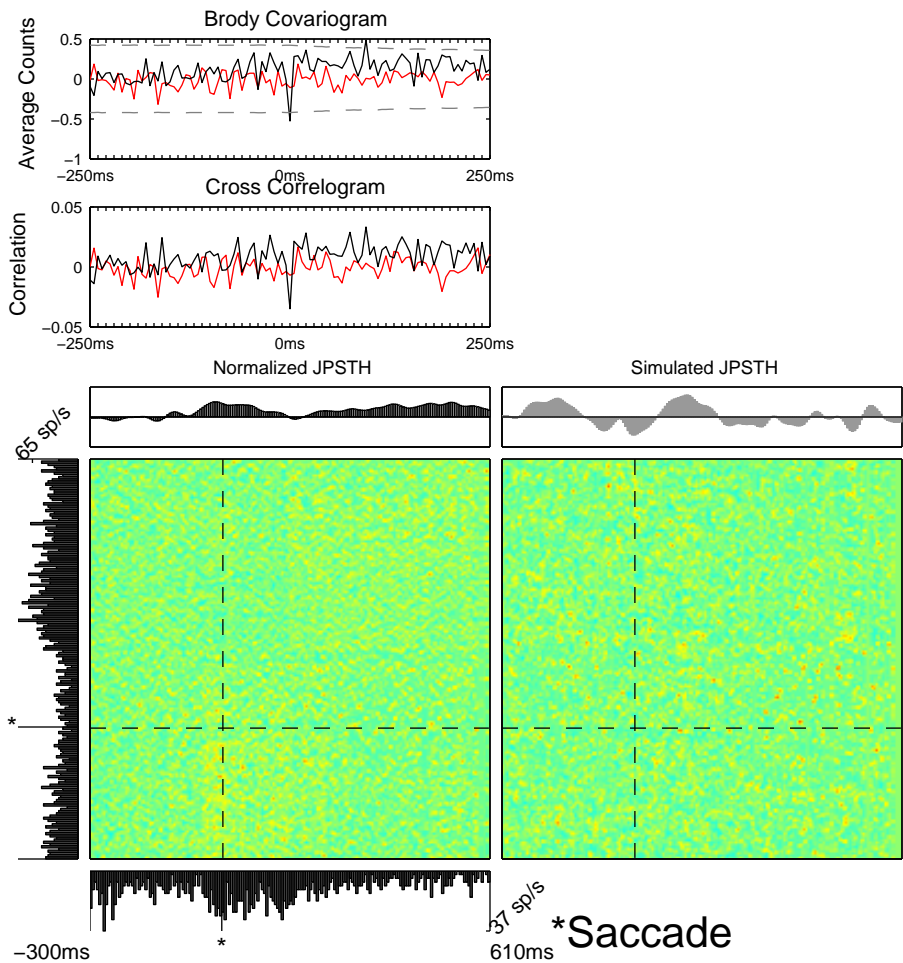 Brody Covariogram
Average Counts
0.5
0
−0.5
−1
−250ms
0ms
250ms
Cross Correlogram
Correlation
0.05
0
−0.05
−250ms
0ms
250ms
Normalized JPSTH
Simulated JPSTH
65 sp/s
*
37 sp/s
*
*Saccade
−300ms
610ms